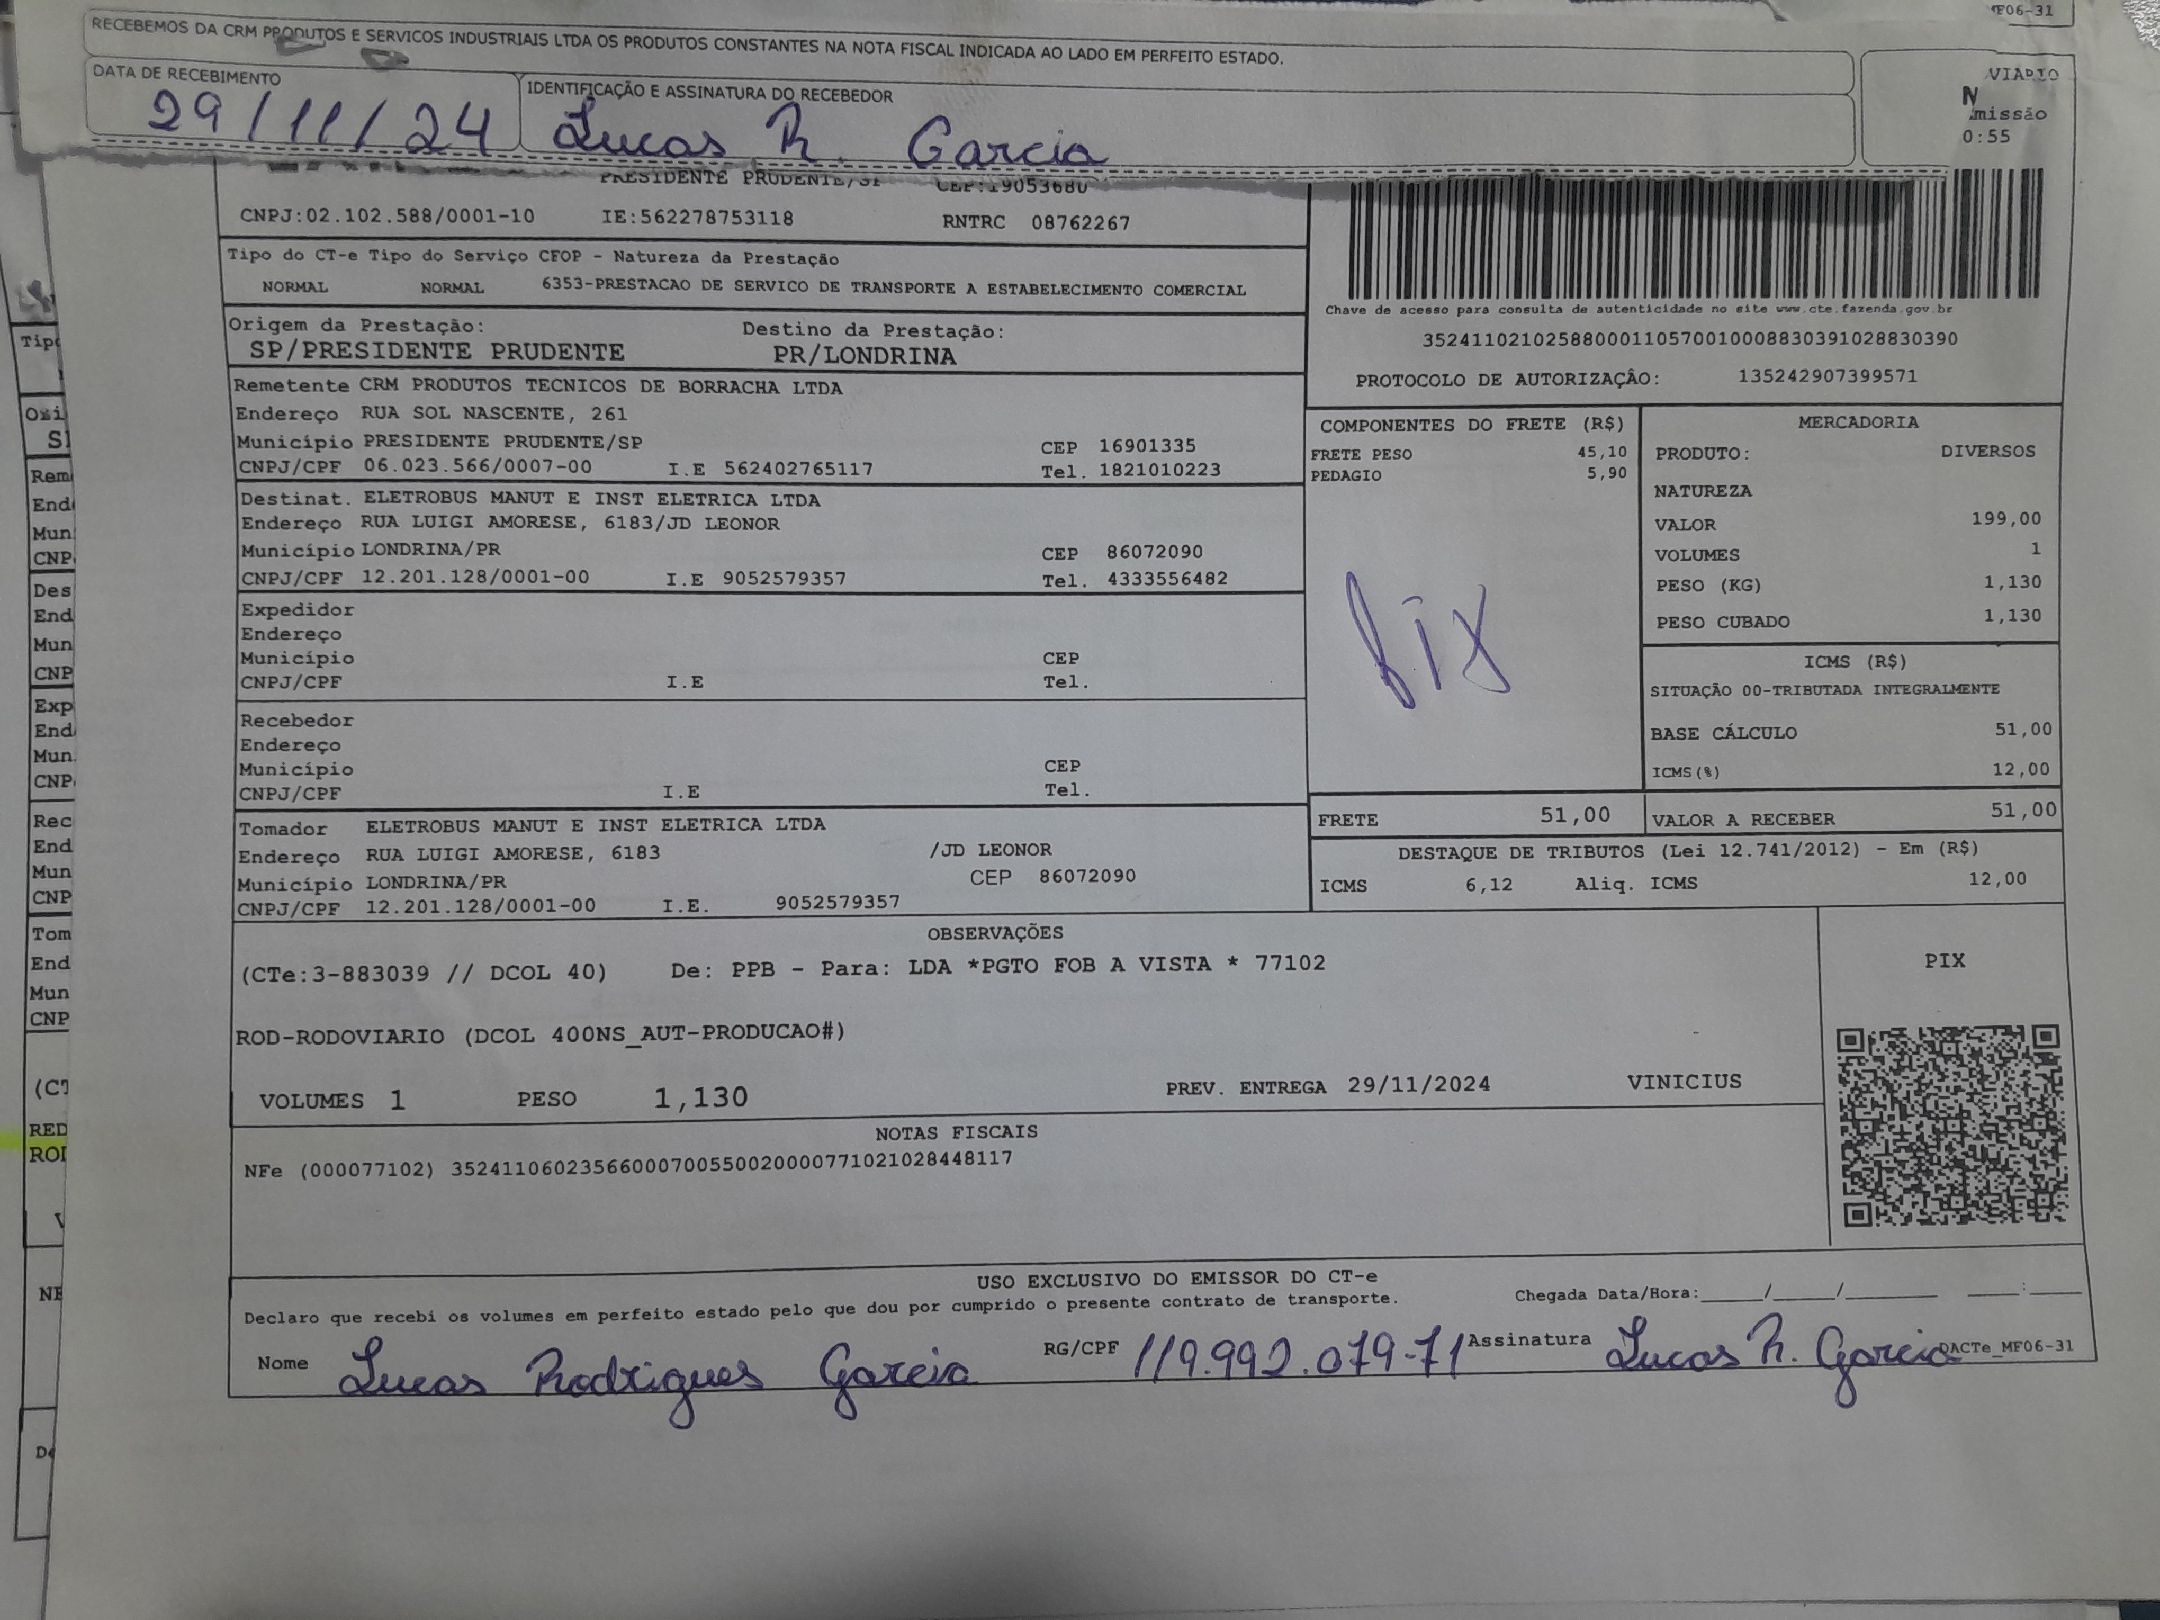 MF06-31
RECEBEMOS DA CRM PRODUTOS E SERVICOS INDUSTRIAIS LTDA OS PRODUTOS CONSTANTES NA NOTA FISCAL INDICADA AO LADO EM PERFEITO ESTADO.
DATA DE RECEBIMENTO IDENTIFICAÇÃO E ASSINATURA DO RECEBEDOR
29/11/24 Lucas R. Garcia
VIARIO
N
missão
0:55
PRESIDENTE PRUDENTE/SP CEP:19053680
CNPJ:02.102.588/0001-10 IE:562278753118 RNTRC 08762267
Tipo do CT-e Tipo do Serviço CFOP - Natureza da Prestação
NORMAL NORMAL 6353-PRESTACAO DE SERVICO DE TRANSPORTE A ESTABELECIMENTO COMERCIAL
Chave de acesso para consulta de autenticidade no site www.cte.fazenda.gov.br
35241102102588000110570010008830391028830390
PROTOCOLO DE AUTORIZAÇÂO: 135242907399571
Origem da Prestação: Destino da Prestação:
SP/PRESIDENTE PRUDENTE PR/LONDRINA
Remetente CRM PRODUTOS TECNICOS DE BORRACHA LTDA
Endereço RUA SOL NASCENTE, 261
Município PRESIDENTE PRUDENTE/SP CEP 16901335
CNPJ/CPF 06.023.566/0007-00 I.E 562402765117 Tel. 1821010223
Destinat. ELETROBUS MANUT E INST ELETRICA LTDA
Endereço RUA LUIGI AMORESE, 6183/JD LEONOR
Município LONDRINA/PR CEP 86072090
CNPJ/CPF 12.201.128/0001-00 I.E 9052579357 Tel. 4333556482
Expedidor
Endereço
Município CEP
CNPJ/CPF I.E Tel.
Recebedor
Endereço
Município CEP
CNPJ/CPF I.E Tel.
Tomador ELETROBUS MANUT E INST ELETRICA LTDA
Endereço RUA LUIGI AMORESE, 6183 /JD LEONOR
Município LONDRINA/PR CEP 86072090
CNPJ/CPF 12.201.128/0001-00 I.E. 9052579357
COMPONENTES DO FRETE (R$)
FRETE PESO 45,10
PEDAGIO 5,90
pix
MERCADORIA
PRODUTO: DIVERSOS
NATUREZA
VALOR 199,00
VOLUMES 1
PESO (KG) 1,130
PESO CUBADO 1,130
ICMS (R$)
SITUAÇÃO 00-TRIBUTADA INTEGRALMENTE
BASE CÁLCULO 51,00
ICMS(%) 12,00
FRETE 51,00 VALOR A RECEBER 51,00
DESTAQUE DE TRIBUTOS (Lei 12.741/2012) - Em (R$)
ICMS 6,12 Aliq. ICMS 12,00
OBSERVAÇÕES
(CTe:3-883039 // DCOL 40) De: PPB - Para: LDA *PGTO FOB A VISTA * 77102
ROD-RODOVIARIO (DCOL 400NS_AUT-PRODUCAO#)
VOLUMES 1 PESO 1,130 PREV. ENTREGA 29/11/2024 VINICIUS
PIX
NOTAS FISCAIS
NFe (000077102) 35241106023566000700550020000771021028448117
USO EXCLUSIVO DO EMISSOR DO CT-e
Declaro que recebi os volumes em perfeito estado pelo que dou por cumprido o presente contrato de transporte. Chegada Data/Hora:_____/_____/________ ____:____
Nome Lucas Rodrigues Garcia RG/CPF 119.992.079-71 Assinatura Lucas R. Garcia DACTe_MF06-31